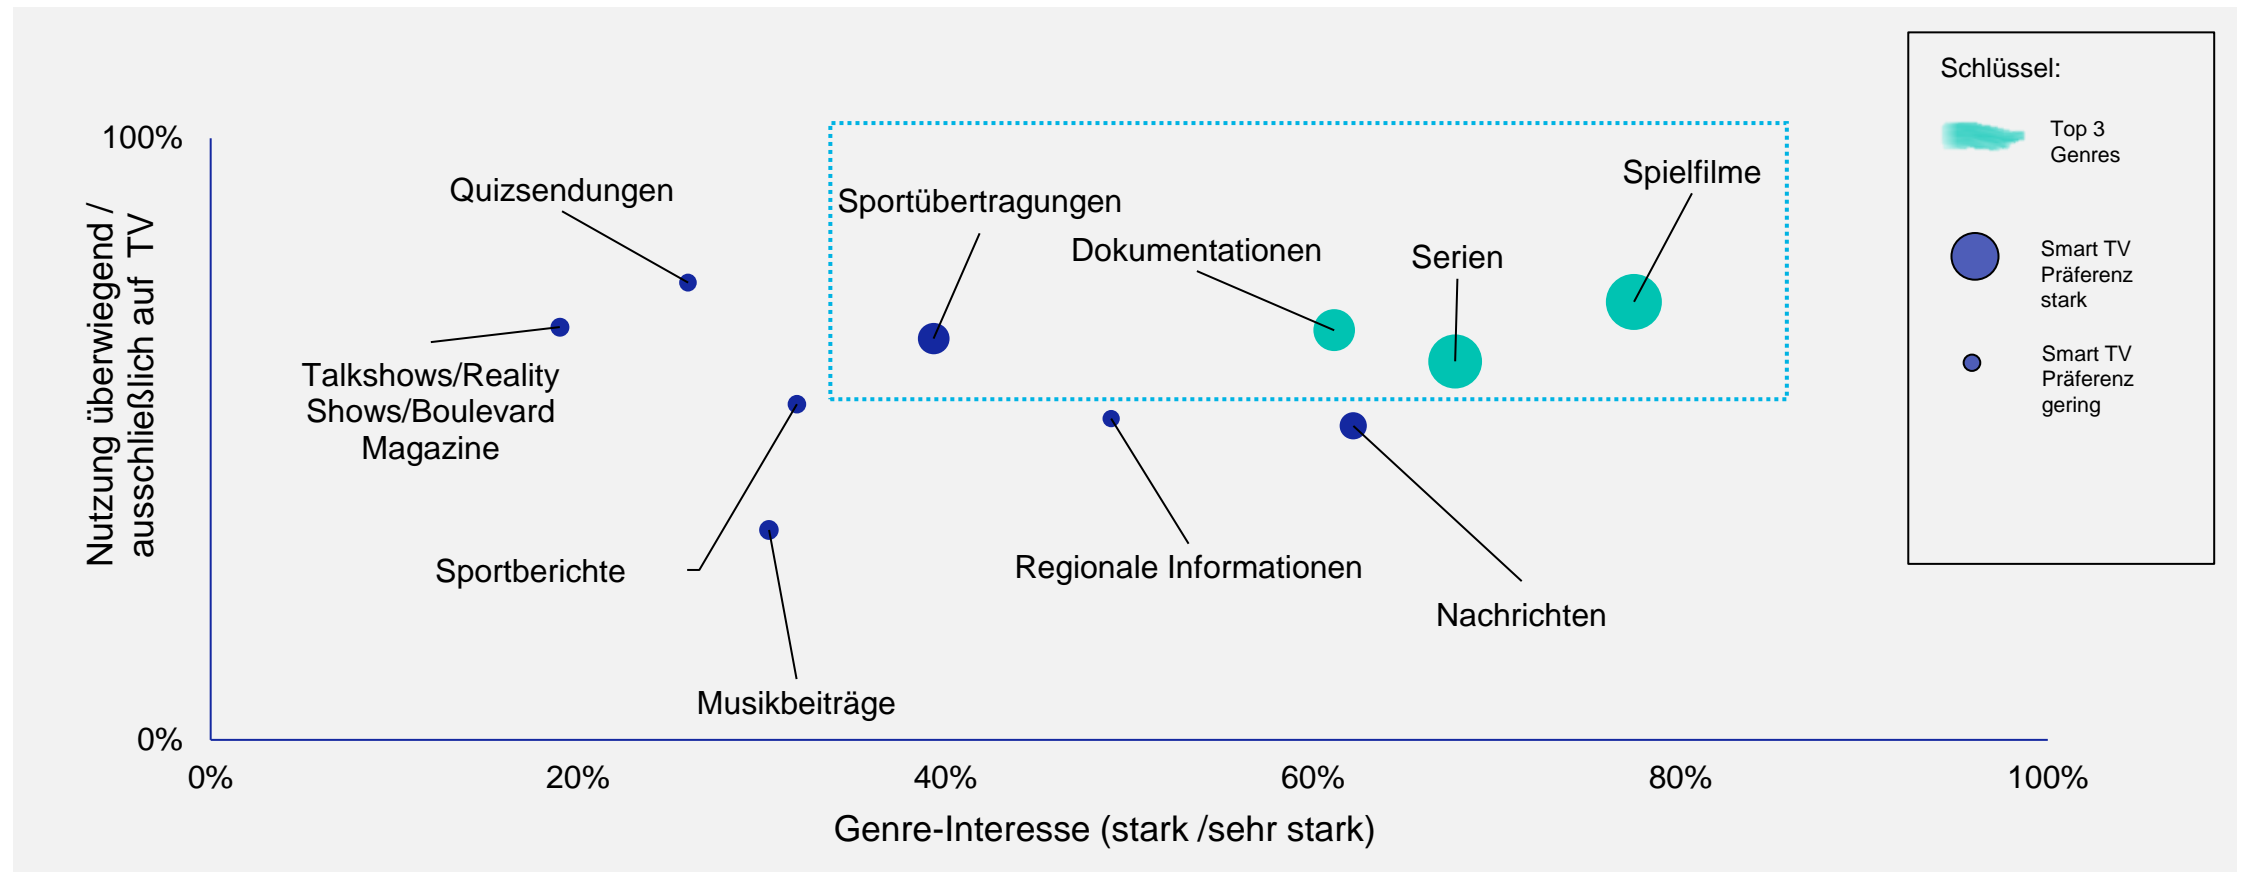 Schlüssel:
Top 3
Genres
Smart TV
Präferenz
stark
Smart TV
Präferenz
gering
100%
0%
Nutzung überwiegend /
ausschließlich auf TV
Quizsendungen
Sportübertragungen
Dokumentationen
Serien
Spielfilme
Talkshows/Reality
Shows/Boulevard
Magazine
Sportberichte
Regionale Informationen
Nachrichten
Musikbeiträge
0%
20%
40%
60%
80%
100%
Genre-Interesse (stark /sehr stark)